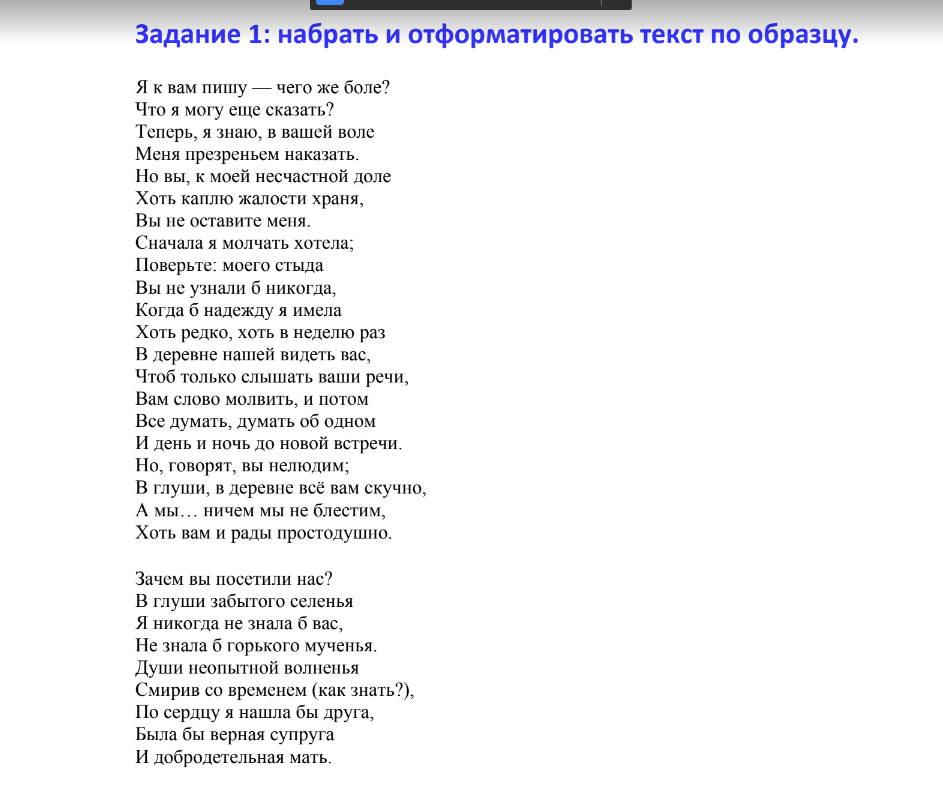 Задание 1: набрать и отформатировать текст по образцу.
Я к вам пишу — чего же боле?
Что я могу еще сказать?
Теперь, я знаю, в вашей воле
Меня презреньем наказать.
Но вы, к моей несчастной доле
Хоть каплю жалости храня,
Вы не оставите меня.
Сначала я молчать хотела;
Поверьте: моего стыда
Вы не узнали б никогда,
Когда б надежду я имела
Хоть редко, хоть в неделю раз
В деревне нашей видеть вас,
Чтоб только слышать ваши речи,
Вам слово молвить, и потом
Все думать, думать об одном
И день и ночь до новой встречи.
Но, говорят, вы нелюдим;
В глуши, в деревне всё вам скучно,
А мы… ничем мы не блестим,
Хоть вам и рады простодушно.

Зачем вы посетили нас?
В глуши забытого селенья
Я никогда не знала б вас,
Не знала б горького мученья.
Души неопытной волненья
Смирив со временем (как знать?),
По сердцу я нашла бы друга,
Была бы верная супруга
И добродетельная мать.